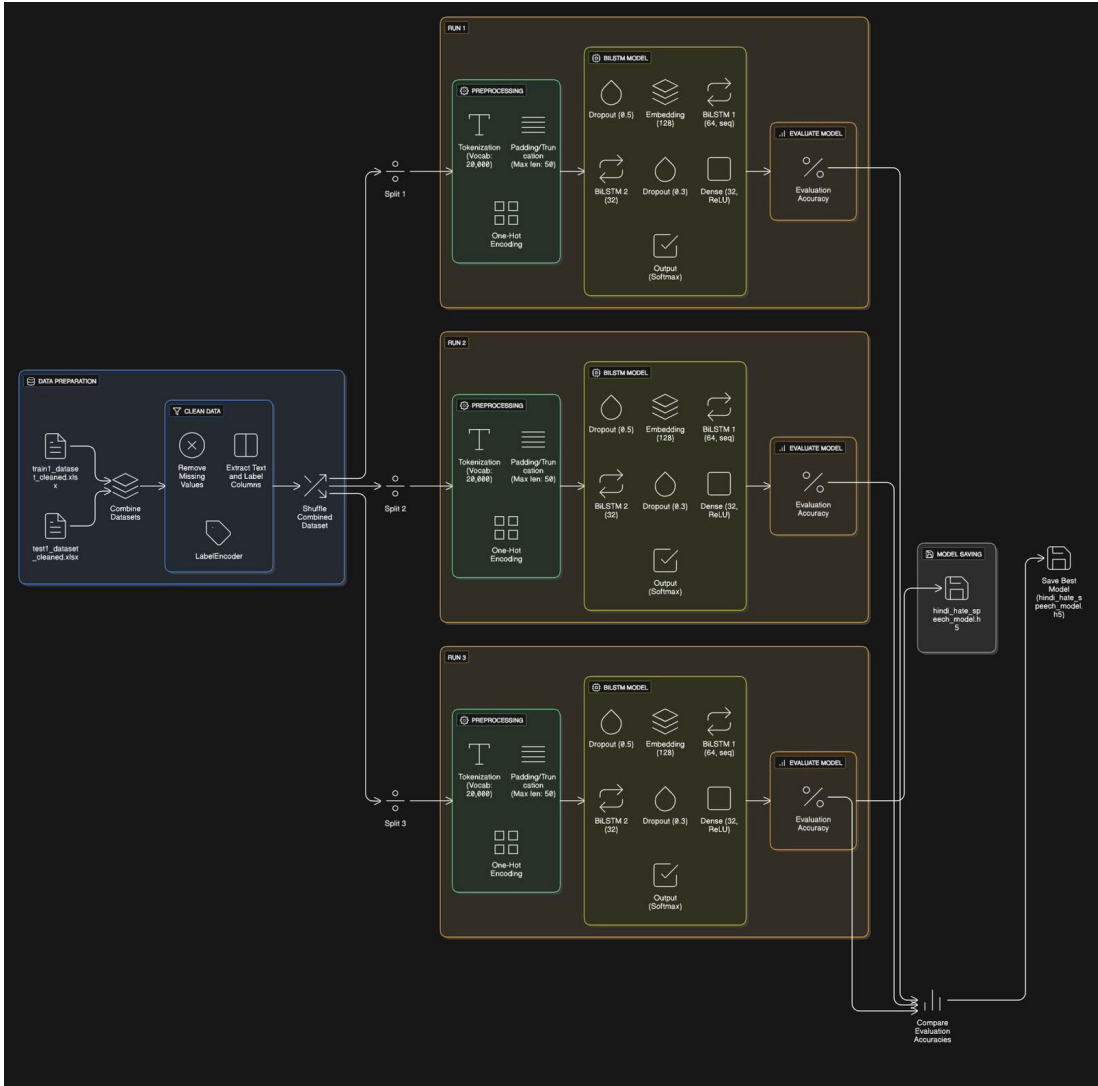 RUN 1
BILSTM MODEL
PREPROCESSING
Dropout (0.5)
Embedding
(128)
BiLSTM 1
(64, seq)
Tokenization
(Vocab:
20,000)
Padding/Trun
cation
(Max len: 50)
EVALUATE MODEL
Split 1
BiLSTM 2
(32)
Dropout (0.3)
Dense (32,
ReLU)
Evaluation
Accuracy
One-Hot
Encoding
Output
(Softmax)
RUN 2
BILSTM MODEL
PREPROCESSING
Dropout (0.5)
Embedding
(128)
BiLSTM 1
(64, seq)
Tokenization
(Vocab:
20,000)
Padding/Trun
cation
(Max len: 50)
EVALUATE MODEL
Split 2
BiLSTM 2
(32)
Dropout (0.3)
Dense (32,
ReLU)
Evaluation
Accuracy
One-Hot
Encoding
Output
(Softmax)
DATA PREPARATION
CLEAN DATA
train1_datase
t_cleaned.xls
x
Remove
Missing
Values
Extract Text
and Label
Columns
Combine
Datasets
Shuffle
Combined
Dataset
test1_dataset
_cleaned.xlsx
LabelEncoder
MODEL SAVING
hindi_hate_sp
eech_model.h
5
Save Best
Model
(hindi_hate_s
peech_model.
h5)
RUN 3
BILSTM MODEL
PREPROCESSING
Dropout (0.5)
Embedding
(128)
BiLSTM 1
(64, seq)
Tokenization
(Vocab:
20,000)
Padding/Trun
cation
(Max len: 50)
EVALUATE MODEL
Split 3
BiLSTM 2
(32)
Dropout (0.3)
Dense (32,
ReLU)
Evaluation
Accuracy
One-Hot
Encoding
Output
(Softmax)
Compare
Evaluation
Accuracies